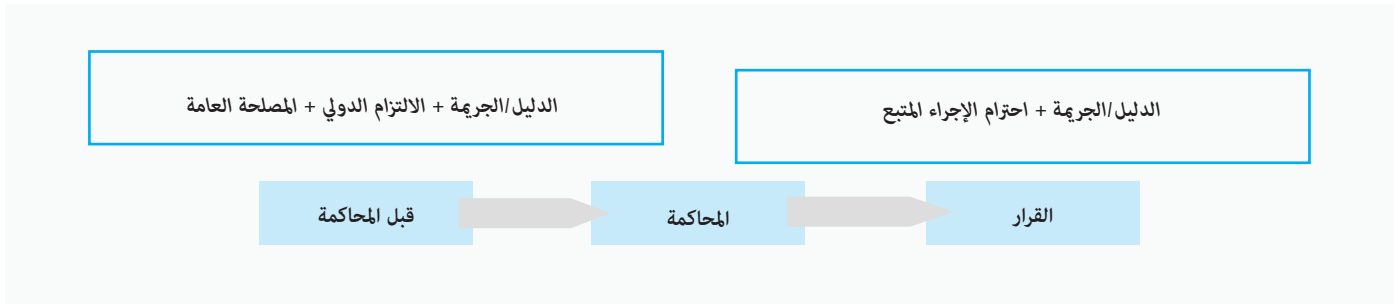 الدليل/الجريمة + الالتزام الدولي + المصلحة العامة
الدليل/الجريمة + احترام الإجراء المتبع
قبل المحاكمة
المحاكمة
القرار